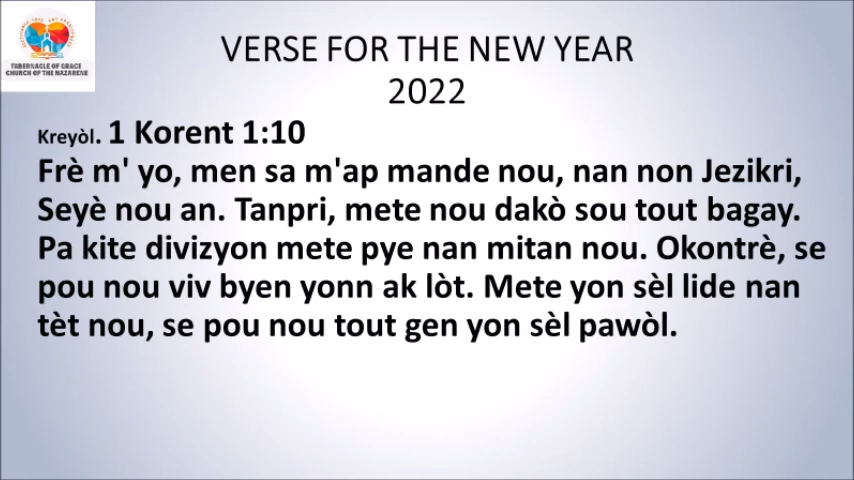 TABERNACLE OF GRACE
CHURCH OF THE NAZARENE
VERSE FOR THE NEW YEAR
2022
Kreyòl. 1 Korent 1:10
Frè m' yo, men sa m'ap mande nou, nan non Jezikri,
Seyè nou an. Tanpri, mete nou dakò sou tout bagay.
Pa kite divizyon mete pye nan mitan nou. Okontrè, se
pou nou viv byen yonn ak lòt. Mete yon sèl lide nan
tèt nou, se pou nou tout gen yon sèl pawòl.